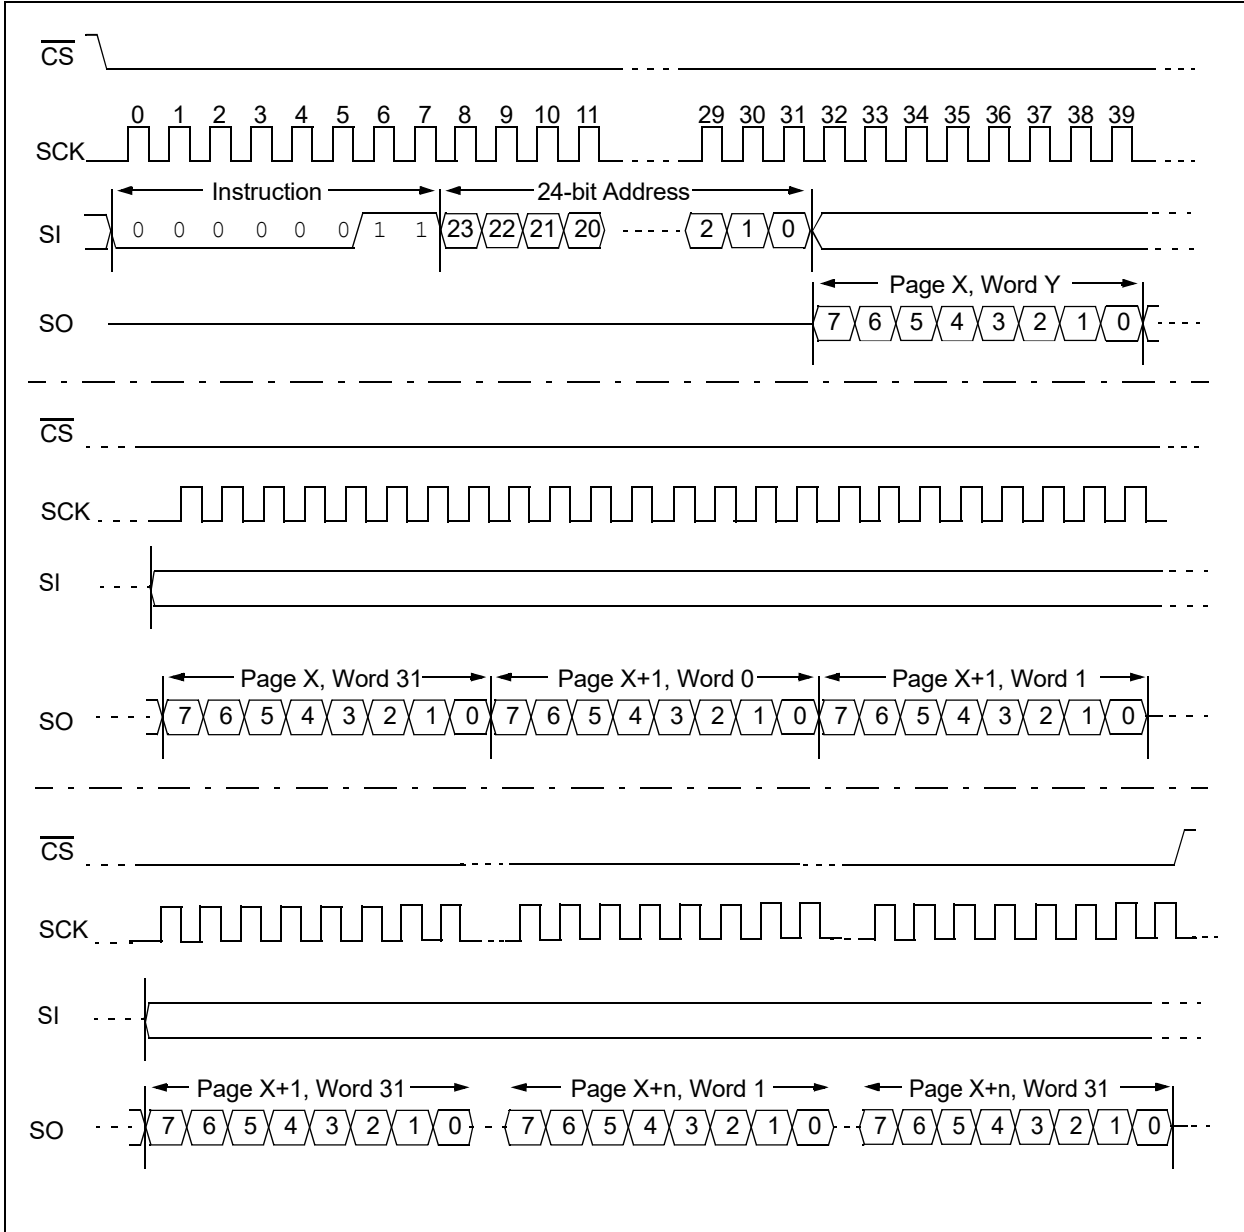 CS
0 1 2 3 4 5 6 7 8 9 10 11 29 30 31 32 33 34 35 36 37 38 39
SCK
Instruction 24-bit Address
SI 0 0 0 0 0 0 1 1 23 22 21 20 2 1 0
Page X, Word Y
SO 7 6 5 4 3 2 1 0
CS
SCK
SI
Page X, Word 31 Page X+1, Word 0 Page X+1, Word 1
SO 7 6 5 4 3 2 1 0 7 6 5 4 3 2 1 0 7 6 5 4 3 2 1 0
CS
SCK
SI
Page X+1, Word 31 Page X+n, Word 1 Page X+n, Word 31
SO 7 6 5 4 3 2 1 0 7 6 5 4 3 2 1 0 7 6 5 4 3 2 1 0